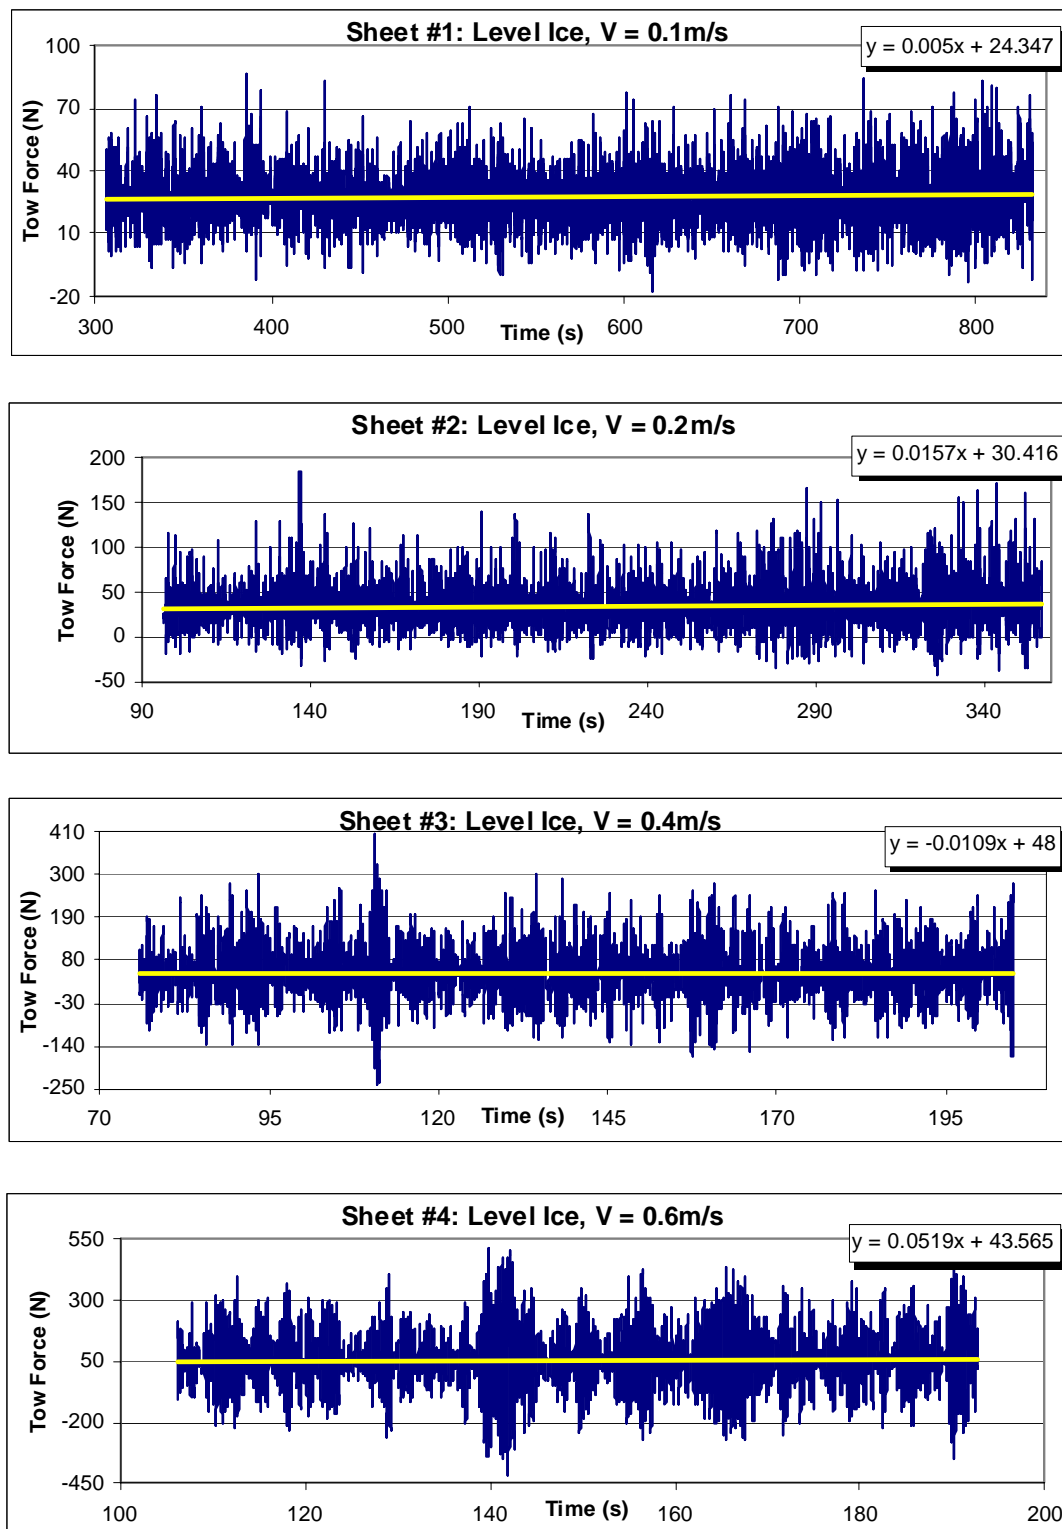 Sheet #1: Level Ice, V = 0.1m/s
y = 0.005x + 24.347
Tow Force (N)
100
70
40
10
-20
300 400 500 600 700 800
Time (s)
Sheet #2: Level Ice, V = 0.2m/s
y = 0.0157x + 30.416
Tow Force (N)
200
150
100
50
0
-50
90 140 190 240 290 340
Time (s)
Sheet #3: Level Ice, V = 0.4m/s
y = -0.0109x + 48
Tow Force (N)
410
300
190
80
-30
-140
-250
70 95 120 145 170 195
Time (s)
Sheet #4: Level Ice, V = 0.6m/s
y = 0.0519x + 43.565
Tow Force (N)
550
300
50
-200
-450
100 120 140 160 180 200
Time (s)